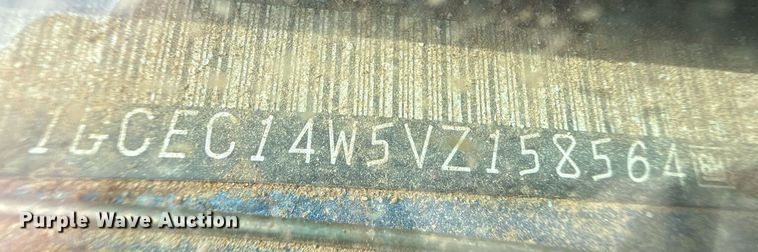 1GCEC14W5VZ158564
Purple Wave Auction